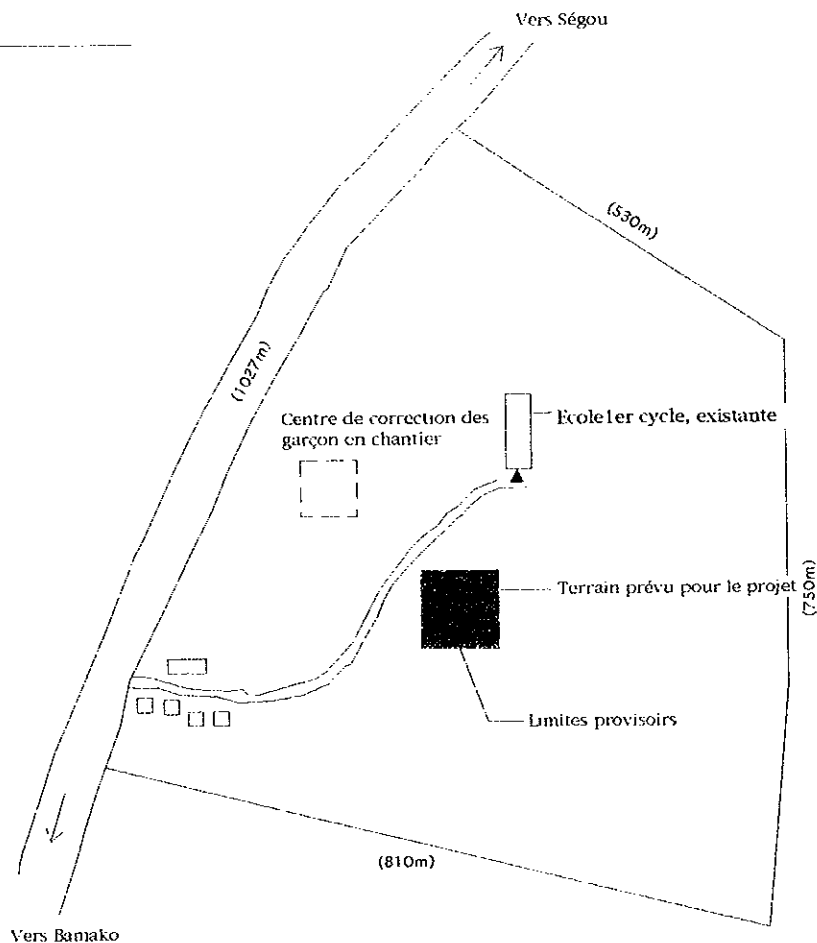 Vers Ségou
(530m)
(1027m)
Centre de correction des
garçon en chantier
Ecole1er cycle, existante
Terrain prévu pour le projet
(750m)
Limites provisoirs
(810m)
Vers Bamako